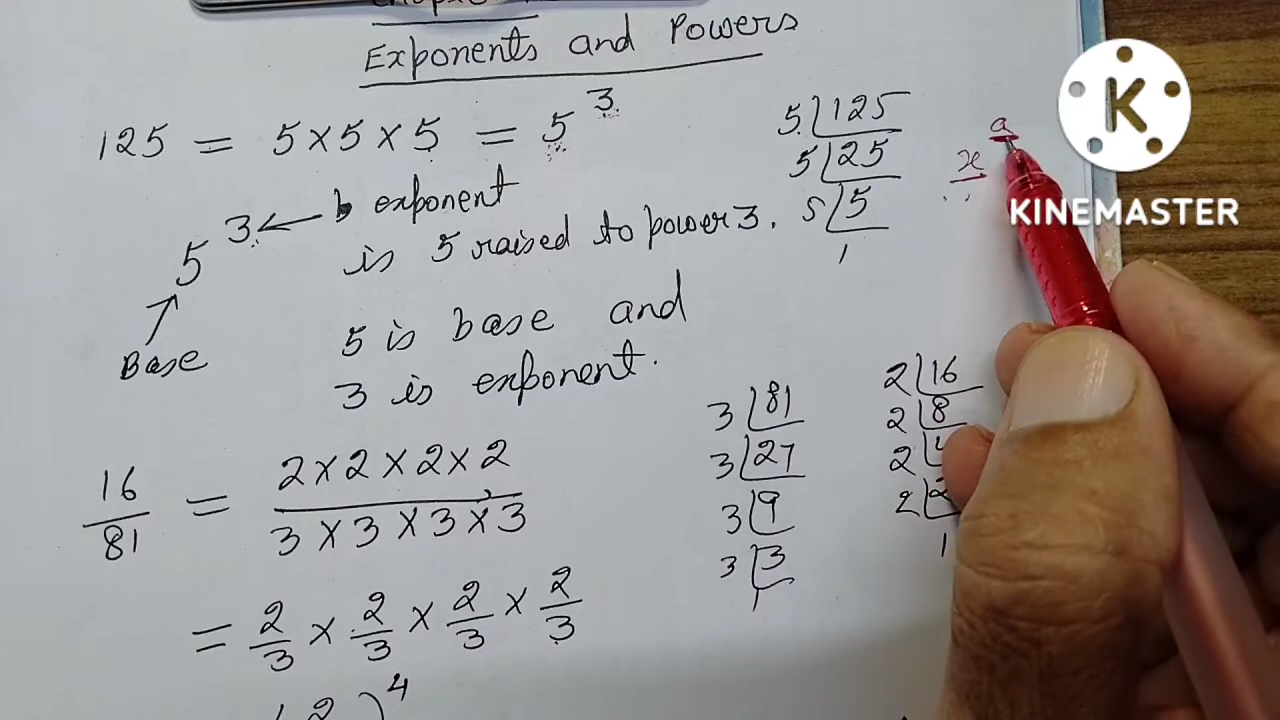 Exponents and Powers
125 = 5 × 5 × 5 = 5³
5 | 125
5 | 25
5 | 5
1
x a
K
KINEMASTER
5³ ← exponent
Base
is 5 raised to power 3.
5 is base and
3 is exponent.
16/81 = 2×2×2×2 / 3×3×3×3
3 | 81
3 | 27
3 | 9
3 | 3
1
2 | 16
2 | 8
2 |
2 | 2
1
= 2/3 × 2/3 × 2/3 × 2/3
(2 )⁴